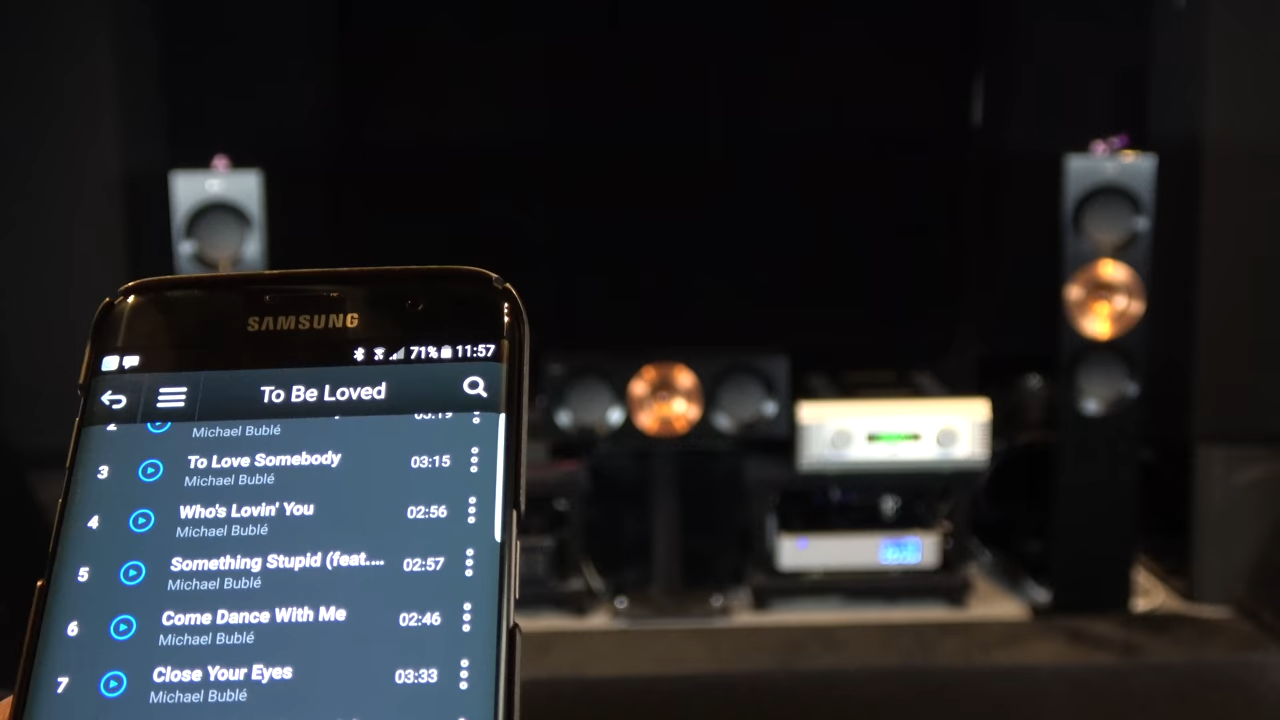 SAMSUNG
71% 11:57
To Be Loved
2 03:19
Michael Bublé
3 To Love Somebody 03:15
Michael Bublé
4 Who's Lovin' You 02:56
Michael Bublé
5 Something Stupid (feat.... 02:57
Michael Bublé
6 Come Dance With Me 02:46
Michael Bublé
7 Close Your Eyes 03:33
Michael Bublé